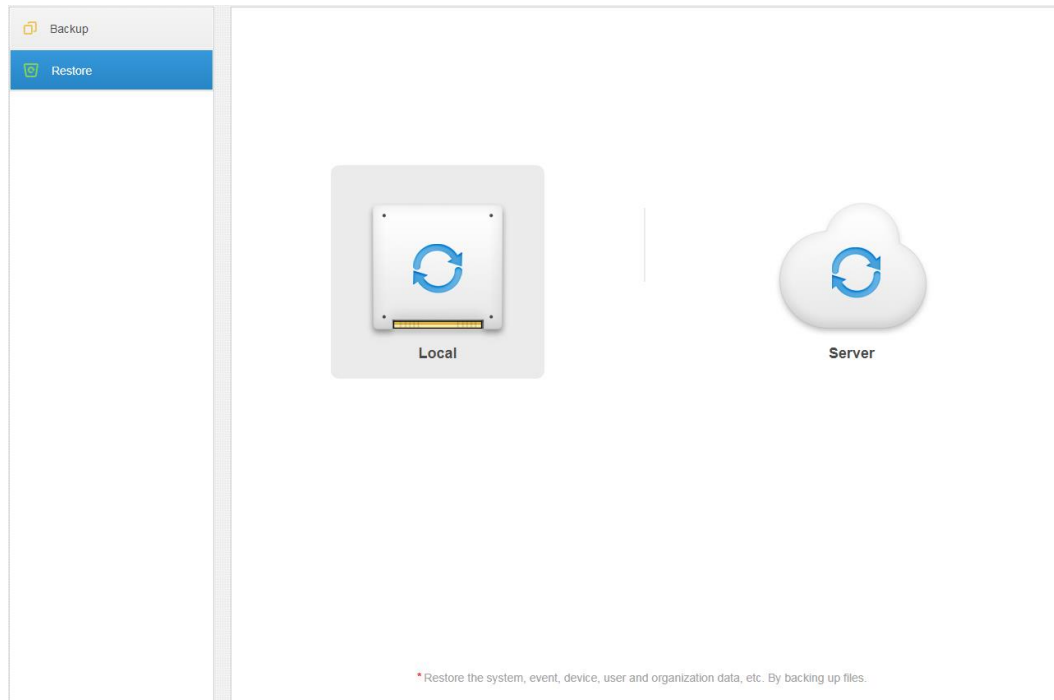 Backup
Restore
Local
Server
* Restore the system, event, device, user and organization data, etc. By backing up files.